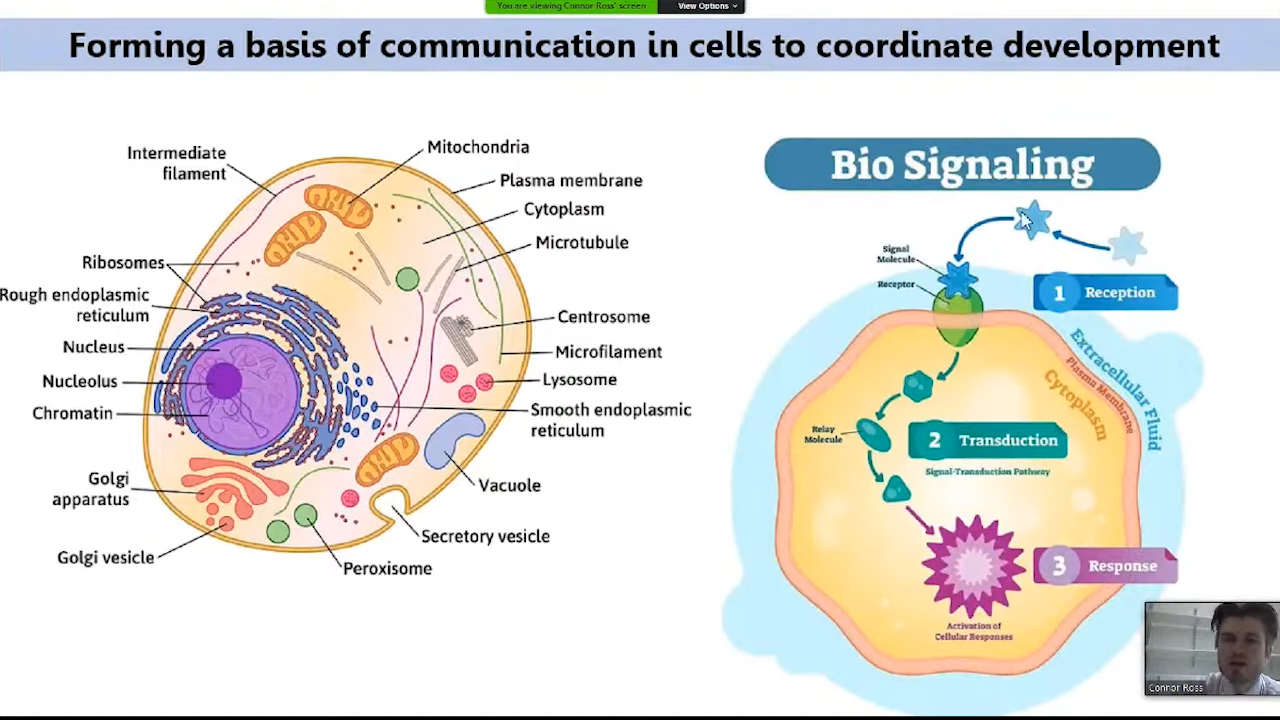 You are viewing Connor Ross' screen
View Options
Forming a basis of communication in cells to coordinate development
Intermediate
filament
Ribosomes
Rough endoplasmic
reticulum
Nucleus
Nucleolus
Chromatin
Golgi
apparatus
Golgi vesicle
Mitochondria
Plasma membrane
Cytoplasm
Microtubule
Centrosome
Microfilament
Lysosome
Smooth endoplasmic
reticulum
Vacuole
Secretory vesicle
Peroxisome
Bio Signaling
Signal
Molecule
Receptor
1 Reception
Extracellular Fluid
Plasma Membrane
Cytoplasm
Relay
Molecule
2 Transduction
Signal-Transduction Pathway
3 Response
Activation of
Cellular Responses
Connor Ross